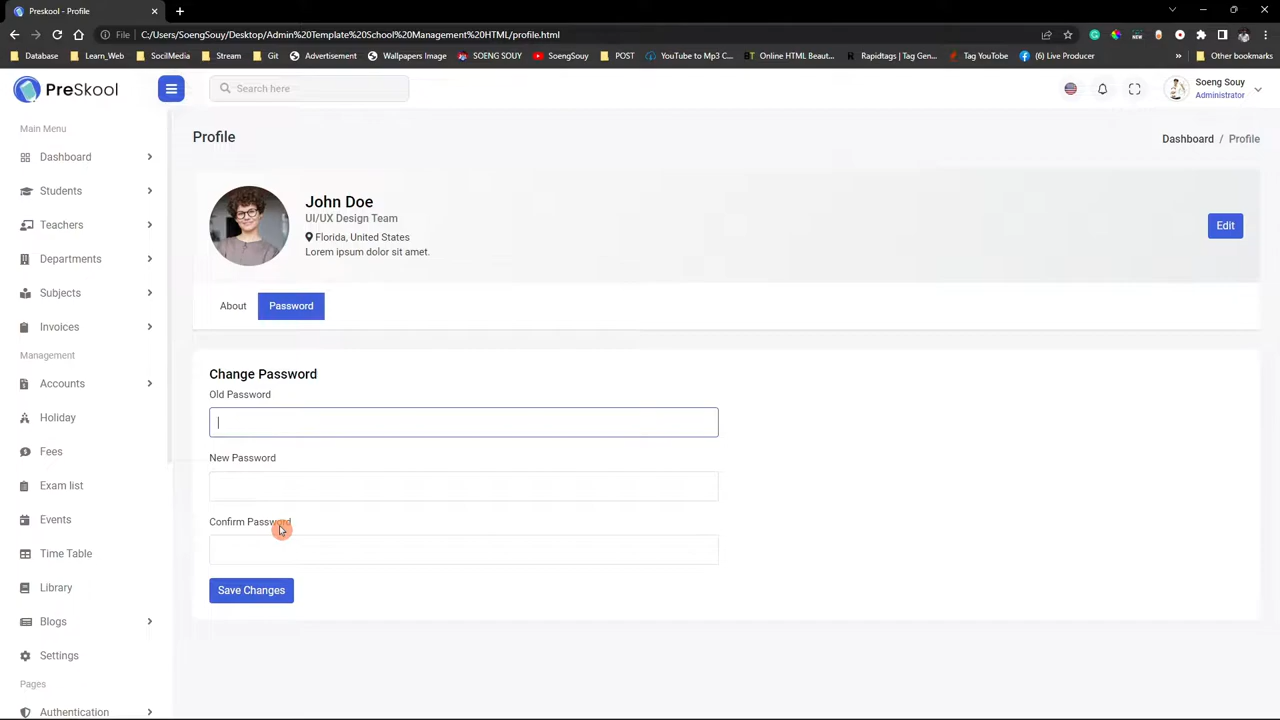 Preskool - Profile
File
C:/Users/SoengSouy/Desktop/Admin%20Template%20School%20Management%20HTML/profile.html
Database
Learn_Web
SocilMedia
Stream
Git
Advertisement
Wallpapers Image
SOENG SOUY
SoengSouy
POST
YouTube to Mp3 C...
Online HTML Beaut...
Rapidtags | Tag Gen...
Tag YouTube
(6) Live Producer
Other bookmarks
PreSkool
Search here
Soeng Souy
Administrator
Main Menu
Dashboard
Students
Teachers
Departments
Subjects
Invoices
Management
Accounts
Holiday
Fees
Exam list
Events
Time Table
Library
Blogs
Settings
Pages
Authentication
Profile
Dashboard / Profile
John Doe
UI/UX Design Team
Florida, United States
Lorem ipsum dolor sit amet.
Edit
About
Password
Change Password
Old Password
New Password
Confirm Password
Save Changes